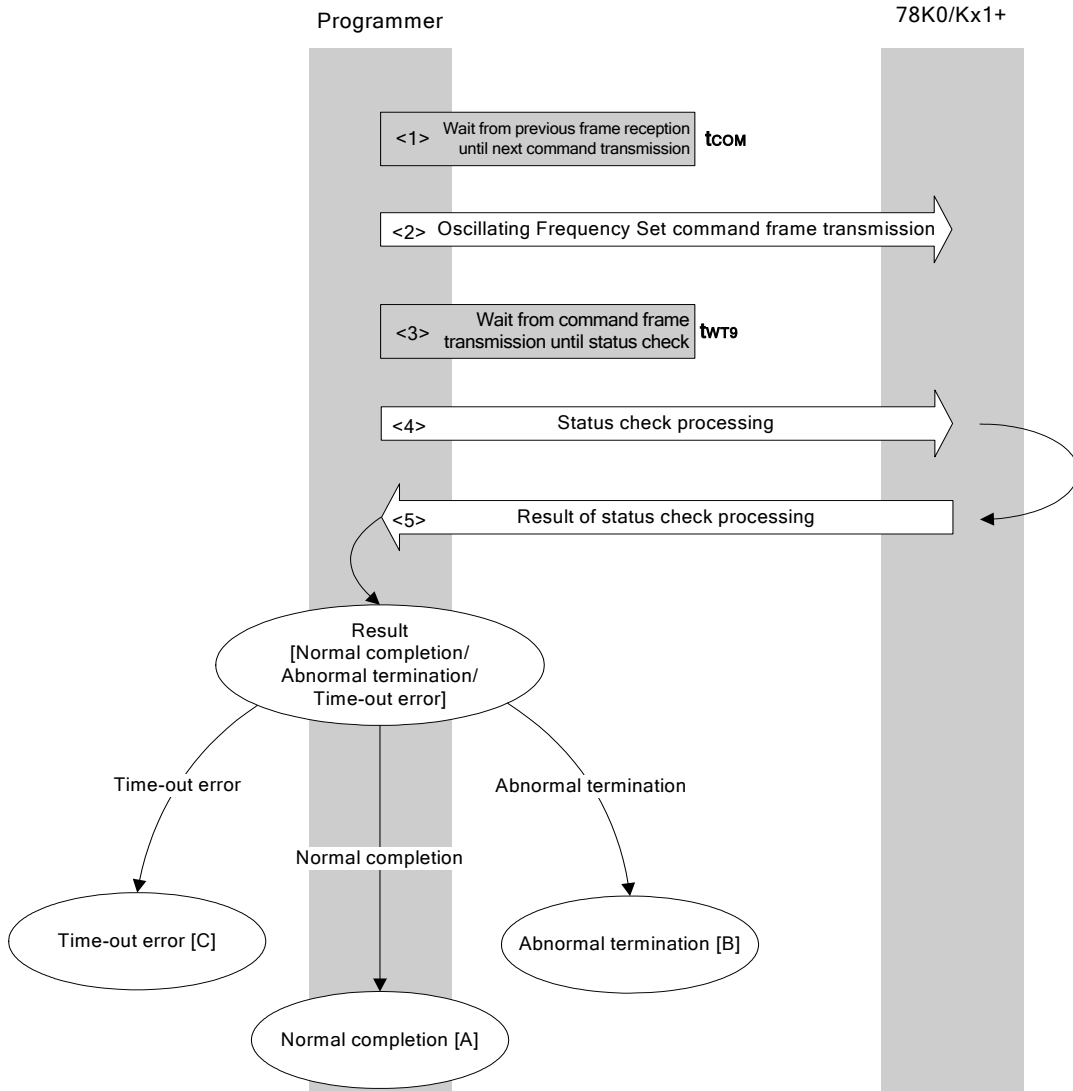 Programmer
78K0/Kx1+
<1> Wait from previous frame reception
until next command transmission
tCOM
<2> Oscillating Frequency Set command frame transmission
<3> Wait from command frame
transmission until status check
tWT9
<4> Status check processing
<5> Result of status check processing
Result
[Normal completion/
Abnormal termination/
Time-out error]
Time-out error
Abnormal termination
Normal completion
Time-out error [C]
Abnormal termination [B]
Normal completion [A]